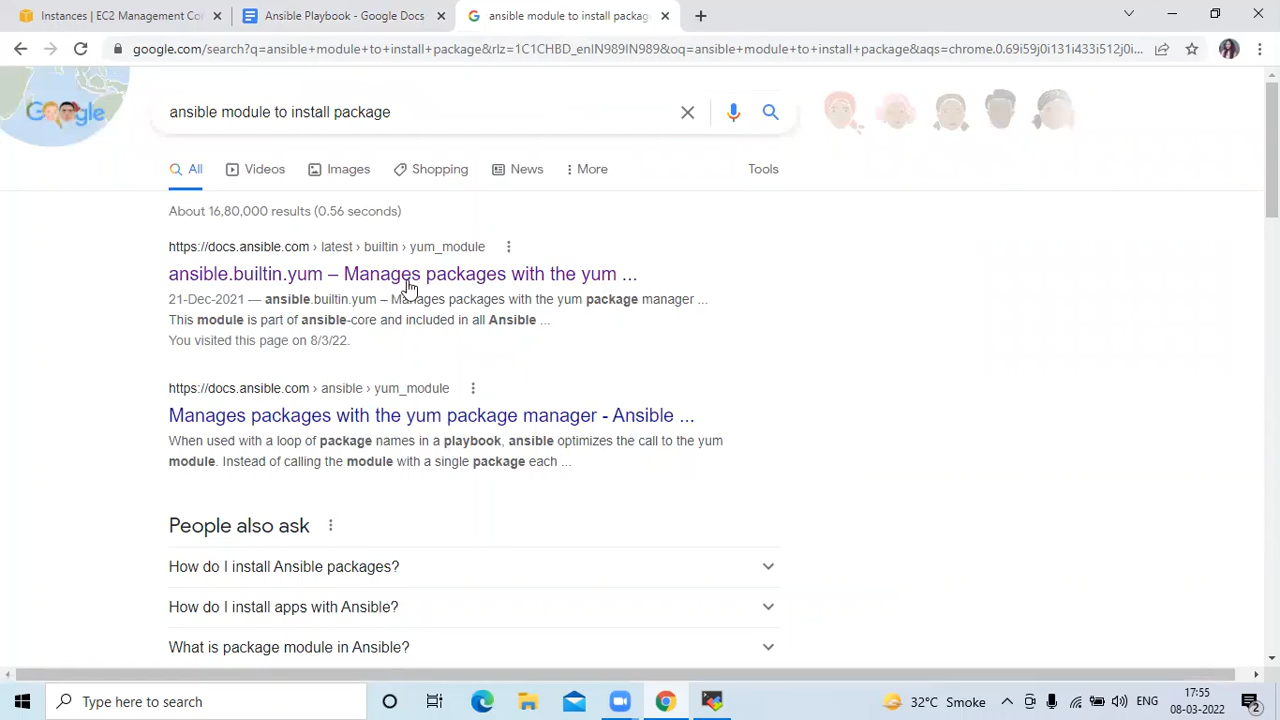 Instances | EC2 Management Co
Ansible Playbook - Google Docs
ansible module to install packag
google.com/search?q=ansible+module+to+install+package&rlz=1C1CHBD_enIN989IN989&oq=ansible+module+to+install+package&aqs=chrome.0.69i59j0i131i433i512j0i...
Google
ansible module to install package
All
Videos
Images
Shopping
News
More
Tools
About 16,80,000 results (0.56 seconds)
https://docs.ansible.com › latest › builtin › yum_module
ansible.builtin.yum – Manages packages with the yum ...
21-Dec-2021 — ansible.builtin.yum – Manages packages with the yum package manager ...
This module is part of ansible-core and included in all Ansible ...
You visited this page on 8/3/22.
https://docs.ansible.com › ansible › yum_module
Manages packages with the yum package manager - Ansible ...
When used with a loop of package names in a playbook, ansible optimizes the call to the yum
module. Instead of calling the module with a single package each ...
People also ask
How do I install Ansible packages?
How do I install apps with Ansible?
What is package module in Ansible?
Type here to search
32°C Smoke
ENG
17:55
08-03-2022
2